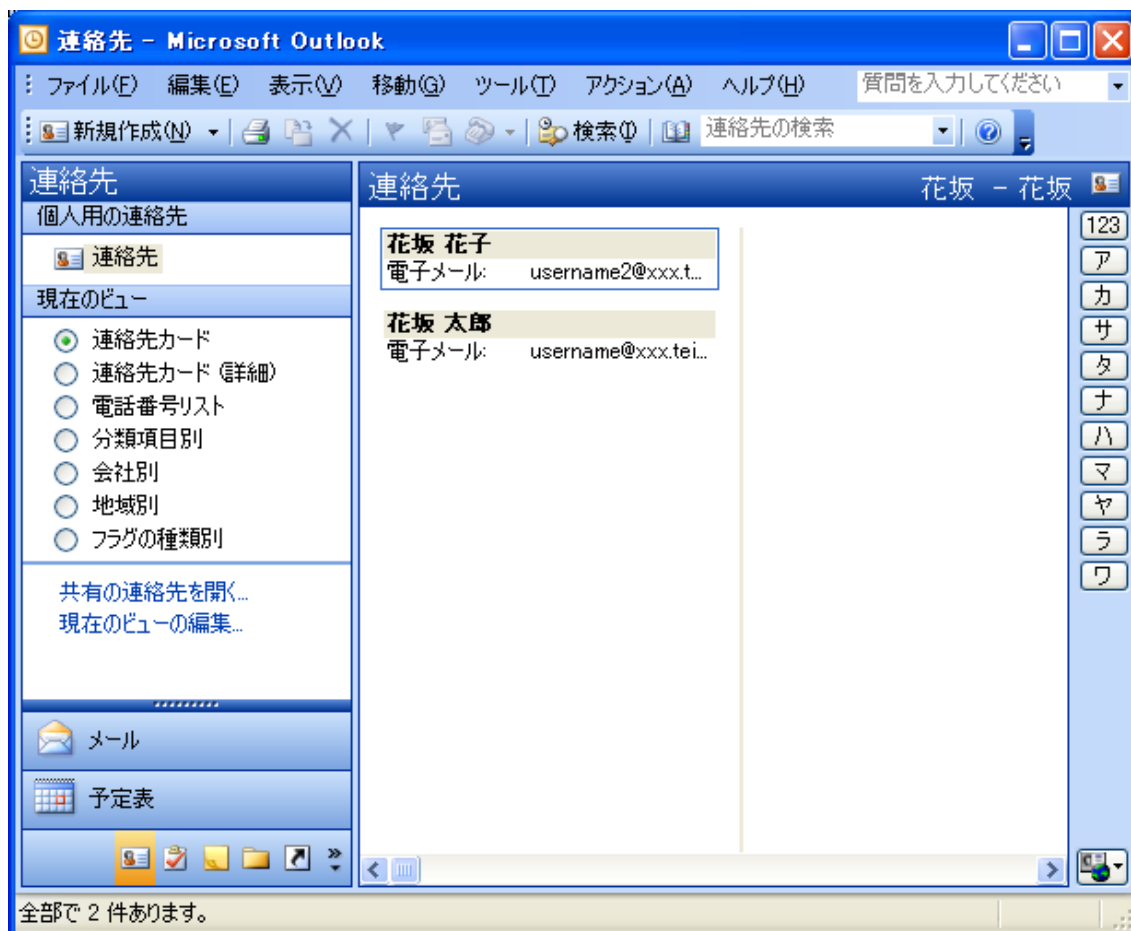 連絡先 - Microsoft Outlook
ファイル(F) 編集(E) 表示(V) 移動(G) ツール(T) アクション(A) ヘルプ(H) 質問を入力してください
新規作成(N) 検索(I) 連絡先の検索
連絡先
個人用の連絡先
連絡先
現在のビュー
連絡先カード
連絡先カード (詳細)
電話番号リスト
分類項目別
会社別
地域別
フラグの種類別
共有の連絡先を開く...
現在のビューの編集...
メール
予定表
連絡先 花坂 - 花坂
花坂 花子
電子メール: username2@xxx.t...
花坂 太郎
電子メール: username@xxx.tei...
123
ア
カ
サ
タ
ナ
ハ
マ
ヤ
ラ
ワ
全部で 2 件あります。